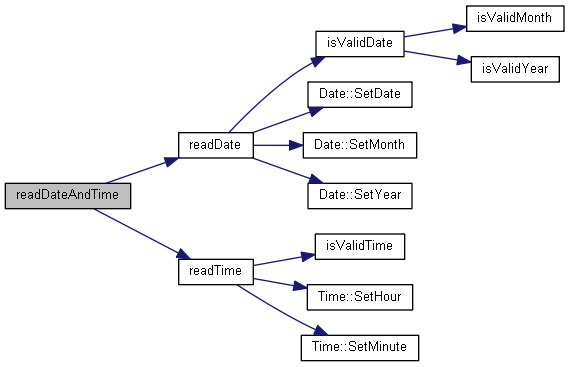 isValidMonth
isValidDate
isValidYear
Date::SetDate
readDate
Date::SetMonth
readDateAndTime
Date::SetYear
isValidTime
readTime
Time::SetHour
Time::SetMinute